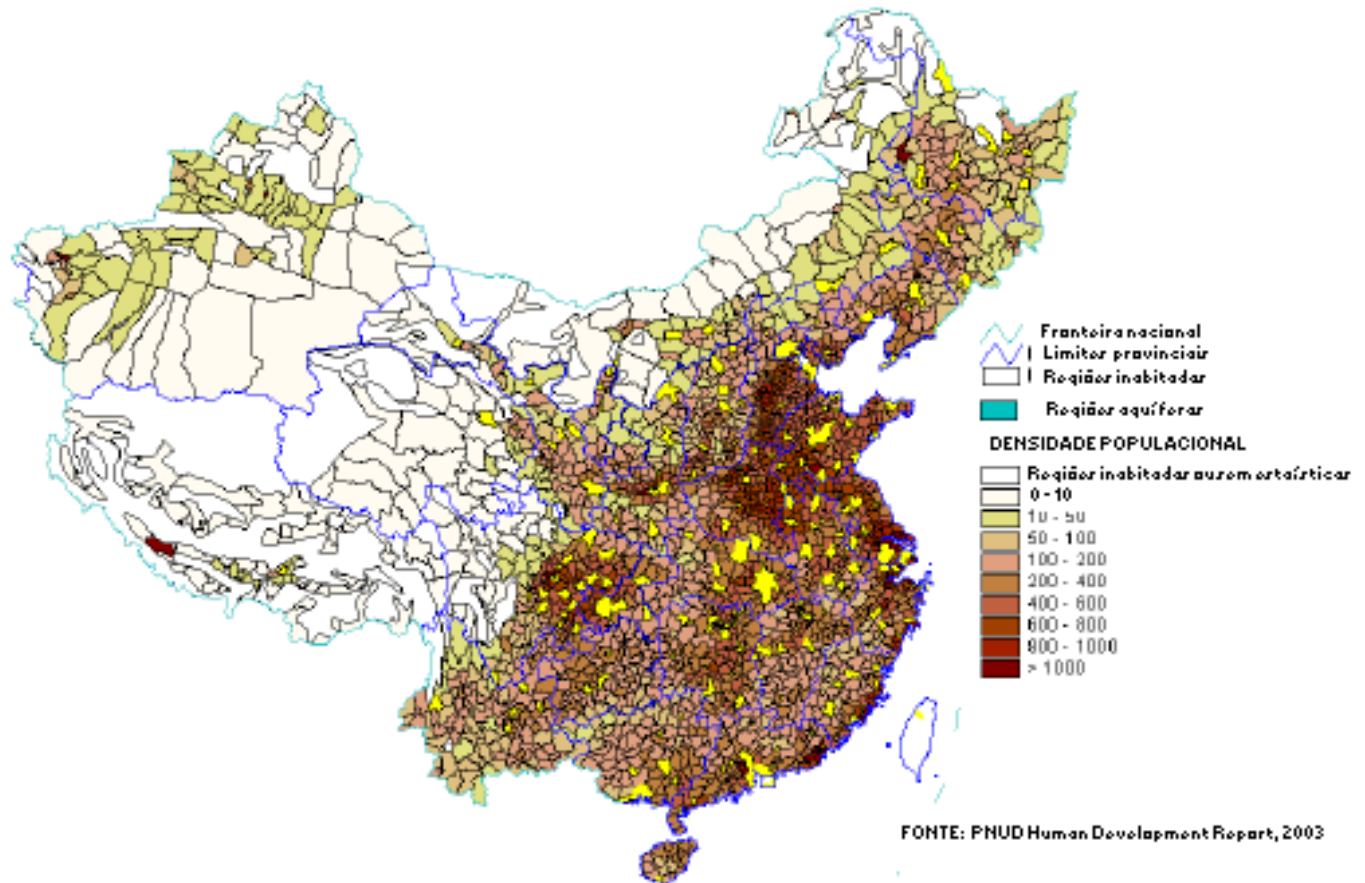 Fronteira nacional
Limites provinciais
Regiões inabitadas
Regiões aquíferas
DENSIDADE POPULACIONAL
Regiões inabitadas ou sem estaísticas
0 - 10
10 - 50
50 - 100
100 - 200
200 - 400
400 - 600
600 - 800
800 - 1000
> 1000
FONTE: PNUD Human Development Report, 2003